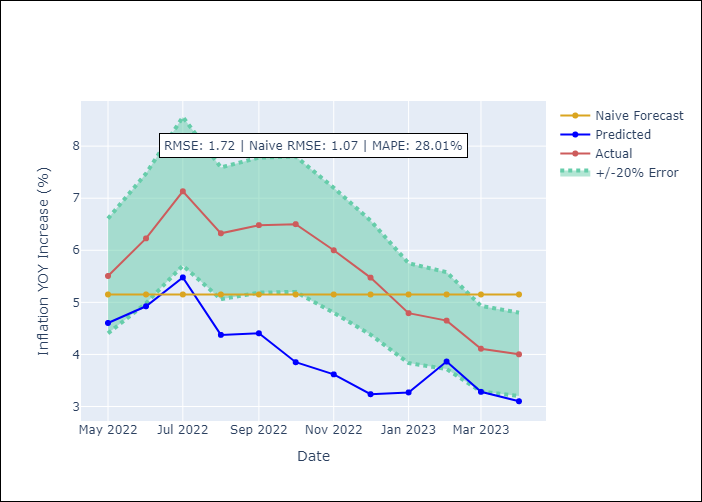 RMSE: 1.72 | Naive RMSE: 1.07 | MAPE: 28.01%
Naive Forecast
Predicted
Actual
+/-20% Error
Inflation YOY Increase (%)
8
7
6
5
4
3
May 2022
Jul 2022
Sep 2022
Nov 2022
Jan 2023
Mar 2023
Date